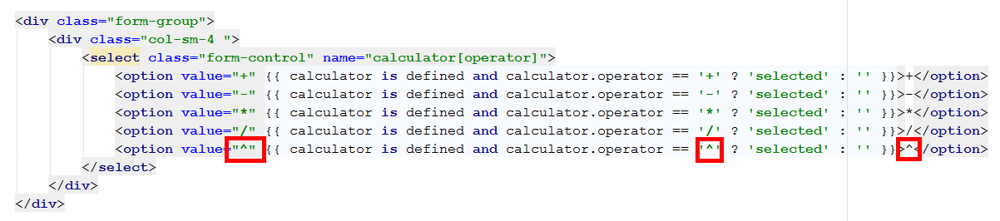 <div class="form-group">
<div class="col-sm-4 ">
<select class="form-control" name="calculator[operator]">
<option value="+" {{ calculator is defined and calculator.operator == '+' ? 'selected' : '' }}>+</option>
<option value="-" {{ calculator is defined and calculator.operator == '-' ? 'selected' : '' }}>-</option>
<option value="*" {{ calculator is defined and calculator.operator == '*' ? 'selected' : '' }}>*</option>
<option value="/" {{ calculator is defined and calculator.operator == '/' ? 'selected' : '' }}>/</option>
<option value="^" {{ calculator is defined and calculator.operator == '^' ? 'selected' : '' }}>^</option>
</select>
</div>
</div>